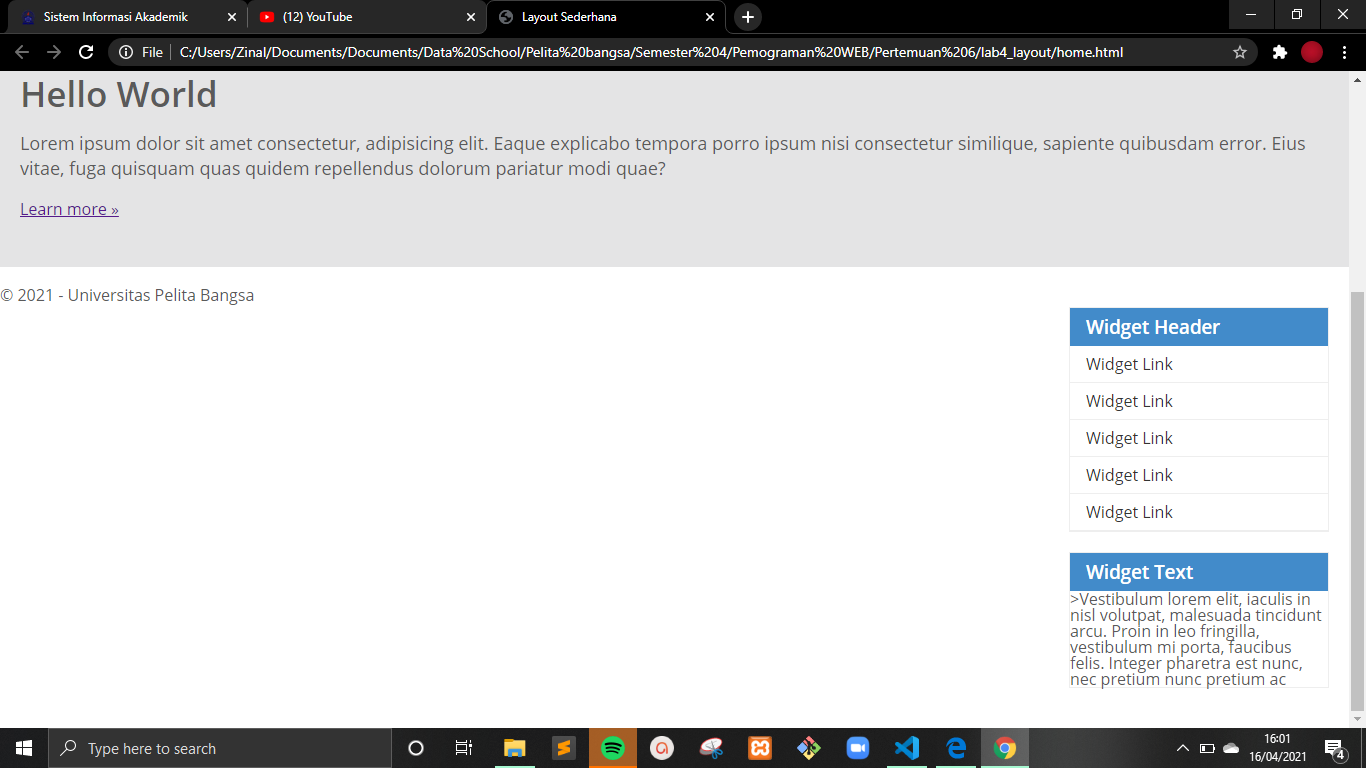 Sistem Informasi Akademik
(12) YouTube
Layout Sederhana
File
C:/Users/Zinal/Documents/Documents/Data%20School/Pelita%20bangsa/Semester%204/Pemograman%20WEB/Pertemuan%206/lab4_layout/home.html
Hello World
Lorem ipsum dolor sit amet consectetur, adipisicing elit. Eaque explicabo tempora porro ipsum nisi consectetur similique, sapiente quibusdam error. Eius
vitae, fuga quisquam quas quidem repellendus dolorum pariatur modi quae?
Learn more »
© 2021 - Universitas Pelita Bangsa
Widget Header
Widget Link
Widget Link
Widget Link
Widget Link
Widget Link
Widget Text
>Vestibulum lorem elit, iaculis in
nisl volutpat, malesuada tincidunt
arcu. Proin in leo fringilla,
vestibulum mi porta, faucibus
felis. Integer pharetra est nunc,
nec pretium nunc pretium ac
Type here to search
16:01
16/04/2021
4